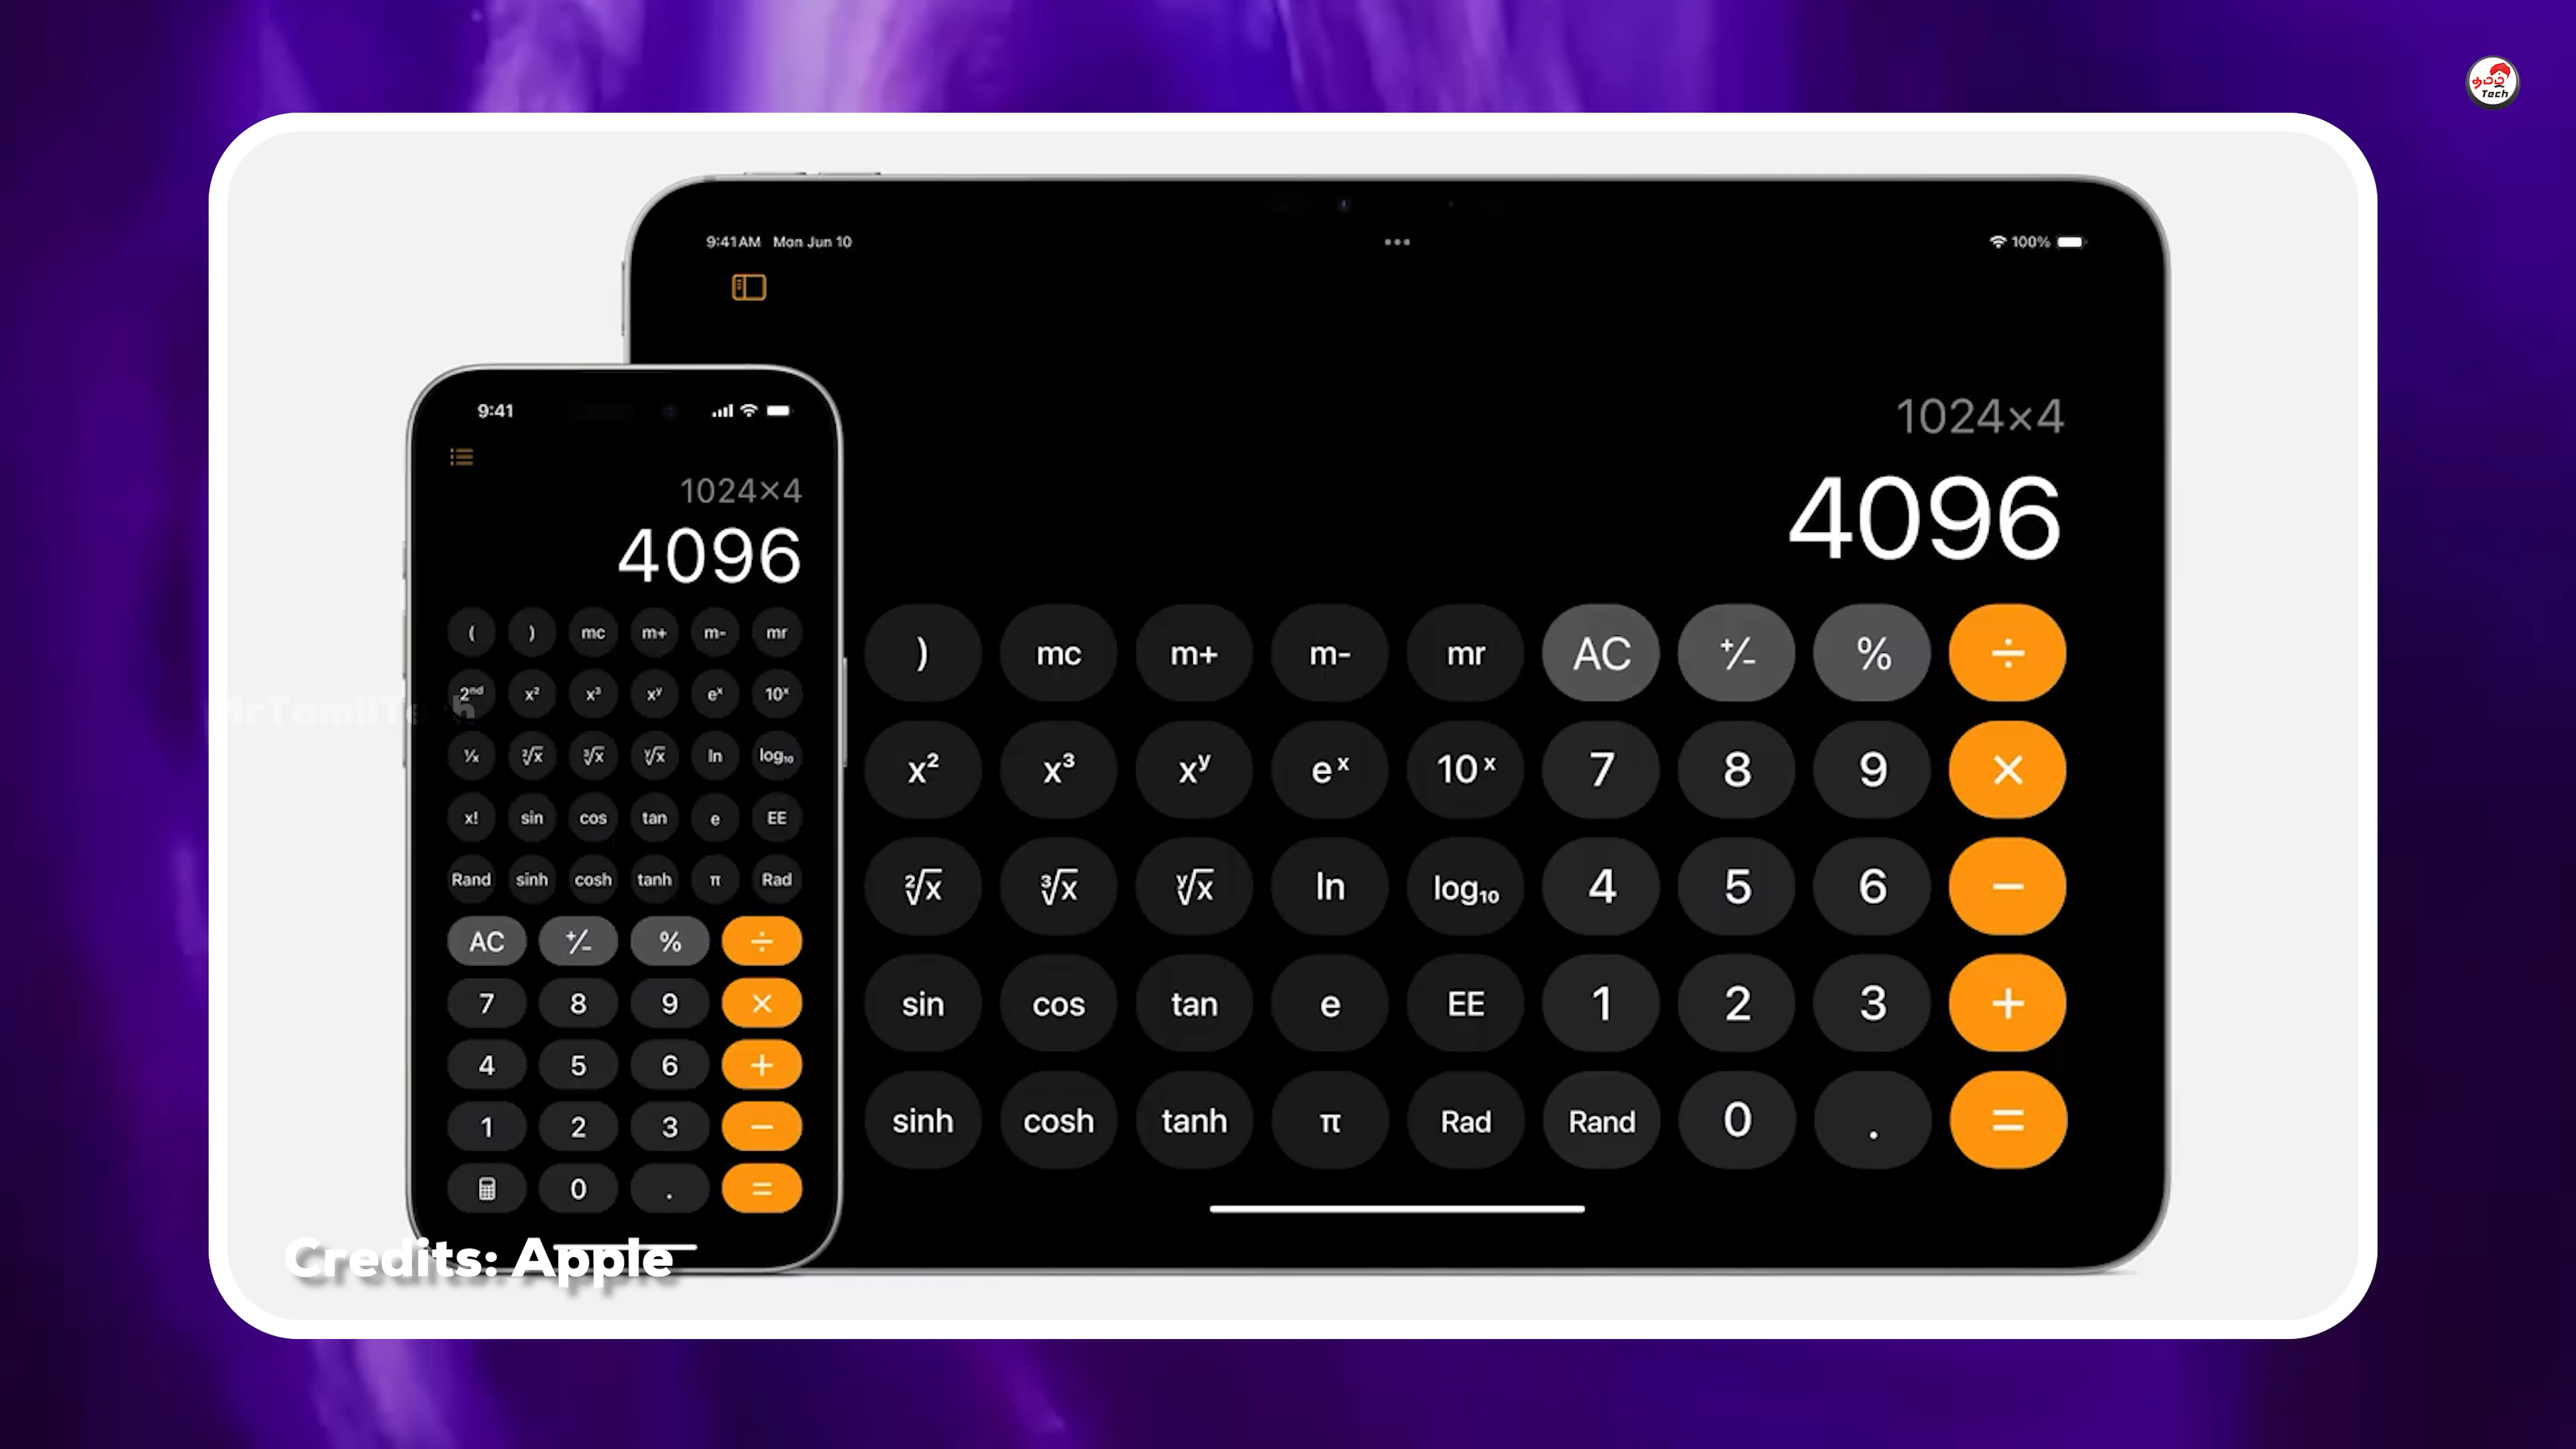 தமிழ்
Tech
9:41AM Mon Jun 10
100%
1024×4
4096
) mc m+ m- mr AC +/- % ÷
x² x³ xʸ eˣ 10ˣ 7 8 9 ×
²√x ³√x ʸ√x ln log₁₀ 4 5 6 −
sin cos tan e EE 1 2 3 +
sinh cosh tanh π Rad Rand 0 . =
9:41
1024×4
4096
( ) mc m+ m- mr
2ⁿᵈ x² x³ xʸ eˣ 10ˣ
¹/x ²√x ³√x ʸ√x ln log₁₀
x! sin cos tan e EE
Rand sinh cosh tanh π Rad
AC +/- % ÷
7 8 9 ×
4 5 6 +
1 2 3 −
0 . =
MrTamilTech
Credits: Apple